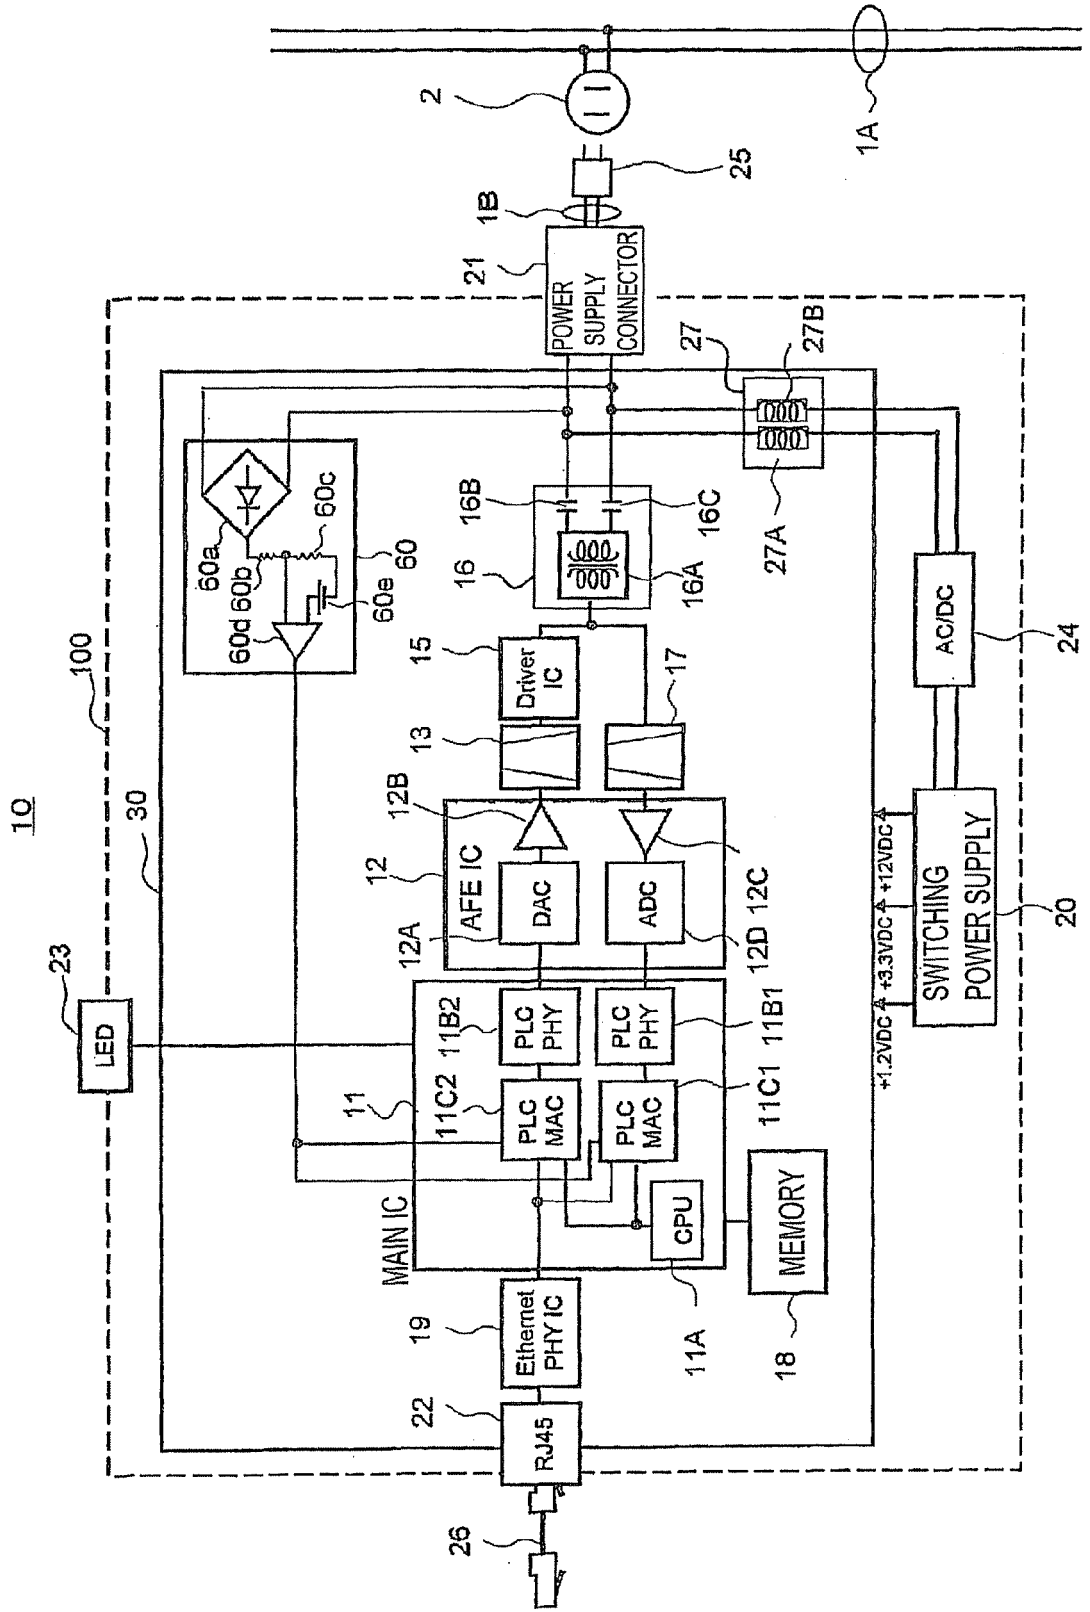 10
100
30
23
LED
60a
60b
60c
60d
60e
60
MAIN IC
11
11C2
11B2
12A
12
AFE IC
12B
13
15
16
16B
21
1B
2
26
22
RJ45
19
Ethernet
PHY IC
PLC
MAC
PLC
PHY
DAC
Driver
IC
POWER
SUPPLY
CONNECTOR
PLC
MAC
PLC
PHY
ADC
17
16A
16C
25
CPU
11A
11C1
11B1
12D
12C
27
27B
27A
1A
18
MEMORY
+1.2VDC
+3.3VDC
+12VDC
SWITCHING
POWER SUPPLY
20
AC/DC
24